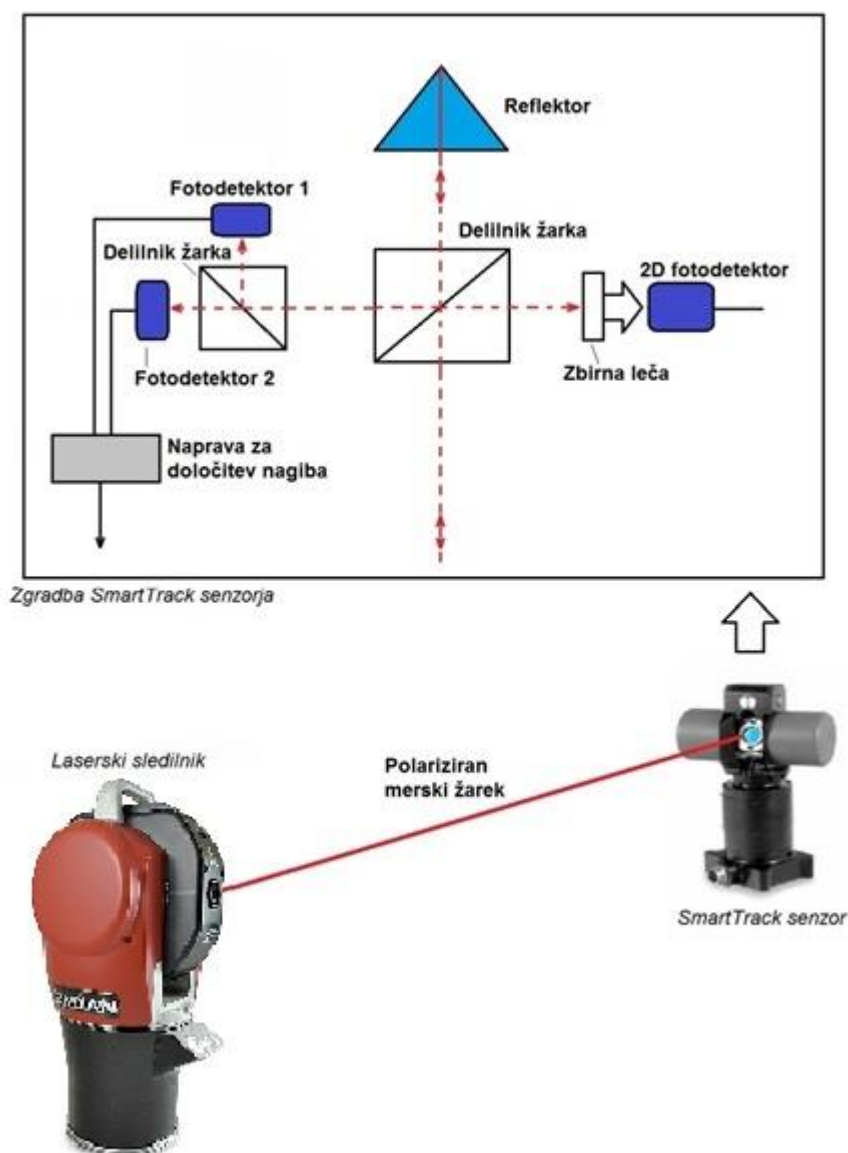 Reflektor
Fotodetektor 1
Delilnik žarka
Delilnik žarka
2D fotodetektor
Fotodetektor 2
Zbirna leča
Naprava za
določitev nagiba
Zgradba SmartTrack senzorja
Laserski sledilnik
Polariziran
merski žarek
SmartTrack senzor